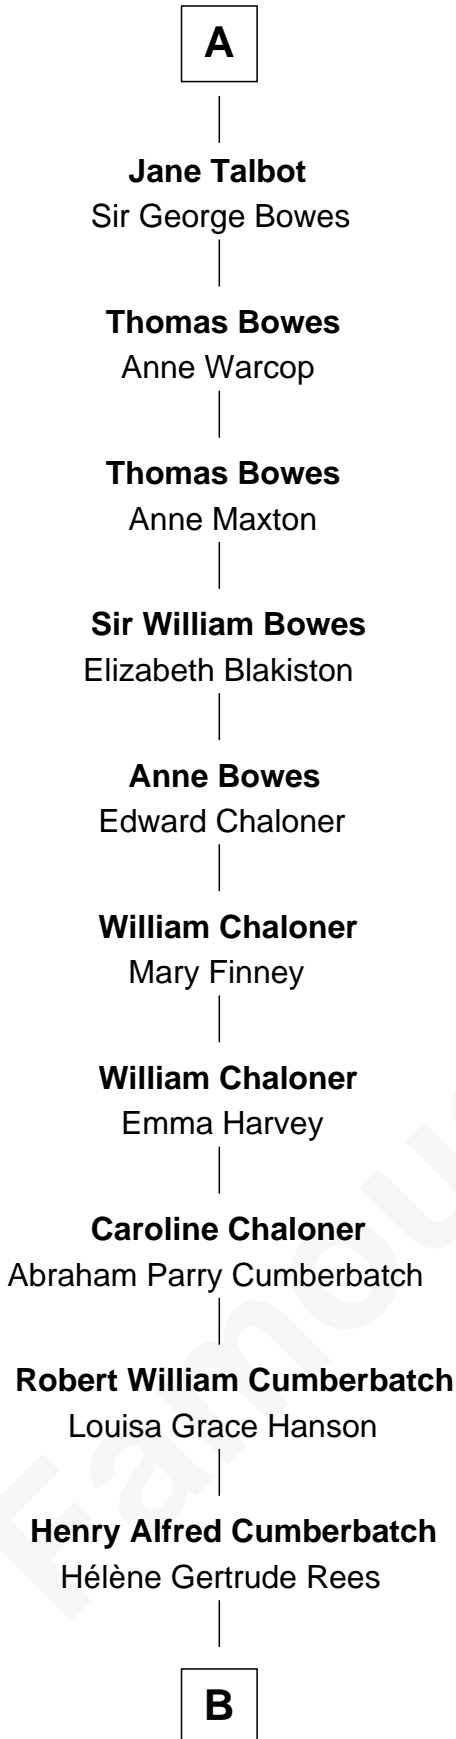 A
Jane Talbot
Sir George Bowes
Thomas Bowes
Anne Warcop
Thomas Bowes
Anne Maxton
Sir William Bowes
Elizabeth Blakiston
Anne Bowes
Edward Chaloner
William Chaloner
Mary Finney
William Chaloner
Emma Harvey
Caroline Chaloner
Abraham Parry Cumberbatch
Robert William Cumberbatch
Louisa Grace Hanson
Henry Alfred Cumberbatch
Hélène Gertrude Rees
B
Famou